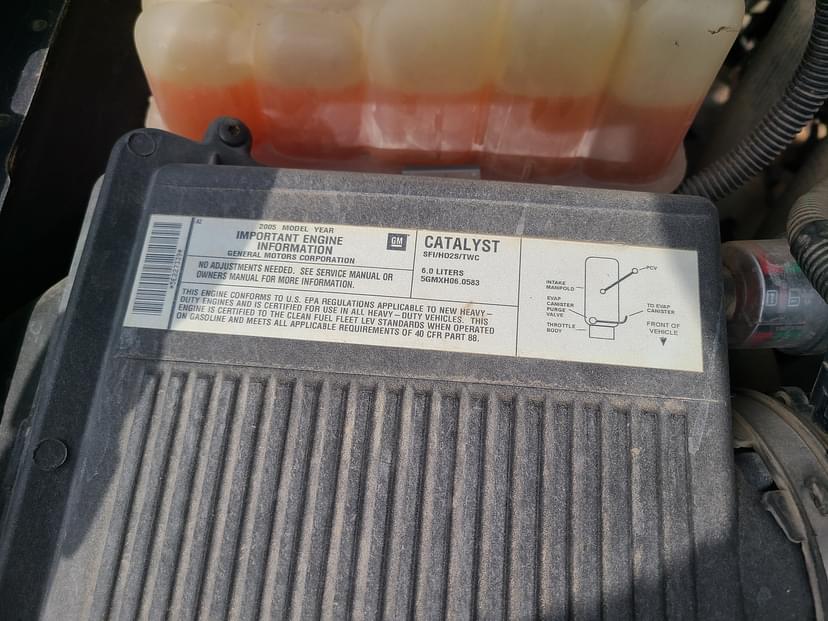 A2
2005 MODEL YEAR
IMPORTANT ENGINE
INFORMATION
GENERAL MOTORS CORPORATION
GM
NO ADJUSTMENTS NEEDED. SEE SERVICE MANUAL OR
OWNERS MANUAL FOR MORE INFORMATION.
CATALYST
SFI/HO2S/TWC
6.0 LITERS
5GMXH06.0583
THIS ENGINE CONFORMS TO U.S. EPA REGULATIONS APPLICABLE TO NEW HEAVY-
DUTY ENGINES AND IS CERTIFIED FOR USE IN ALL HEAVY-DUTY VEHICLES. THIS
ENGINE IS CERTIFIED TO THE CLEAN FUEL FLEET LEV STANDARDS WHEN OPERATED
ON GASOLINE AND MEETS ALL APPLICABLE REQUIREMENTS OF 40 CFR PART 88.
PCV
INTAKE
MANIFOLD
EVAP
CANISTER
PURGE
VALVE
THROTTLE
BODY
TO EVAP
CANISTER
FRONT OF
VEHICLE